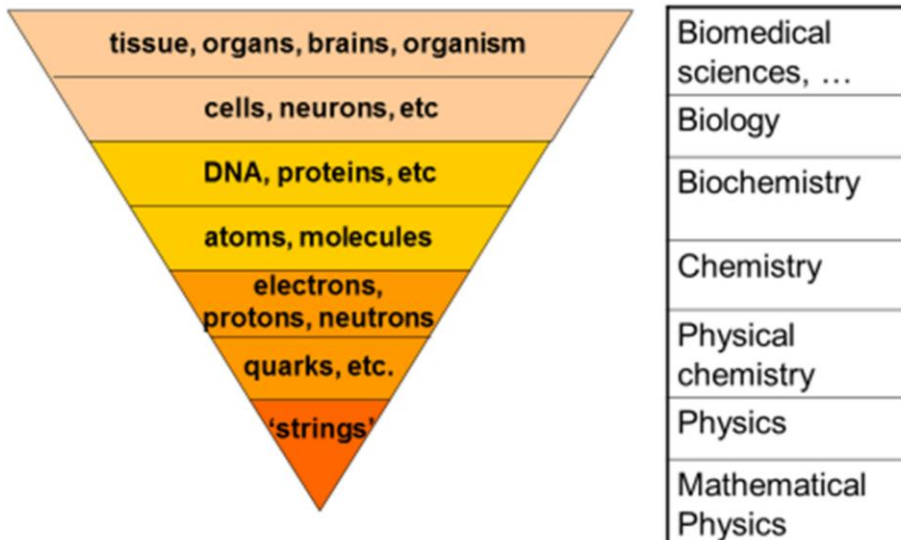 tissue, organs, brains, organism
cells, neurons, etc
DNA, proteins, etc
atoms, molecules
electrons,
protons, neutrons
quarks, etc.
‘strings’
Biomedical
sciences, …
Biology
Biochemistry
Chemistry
Physical
chemistry
Physics
Mathematical
Physics